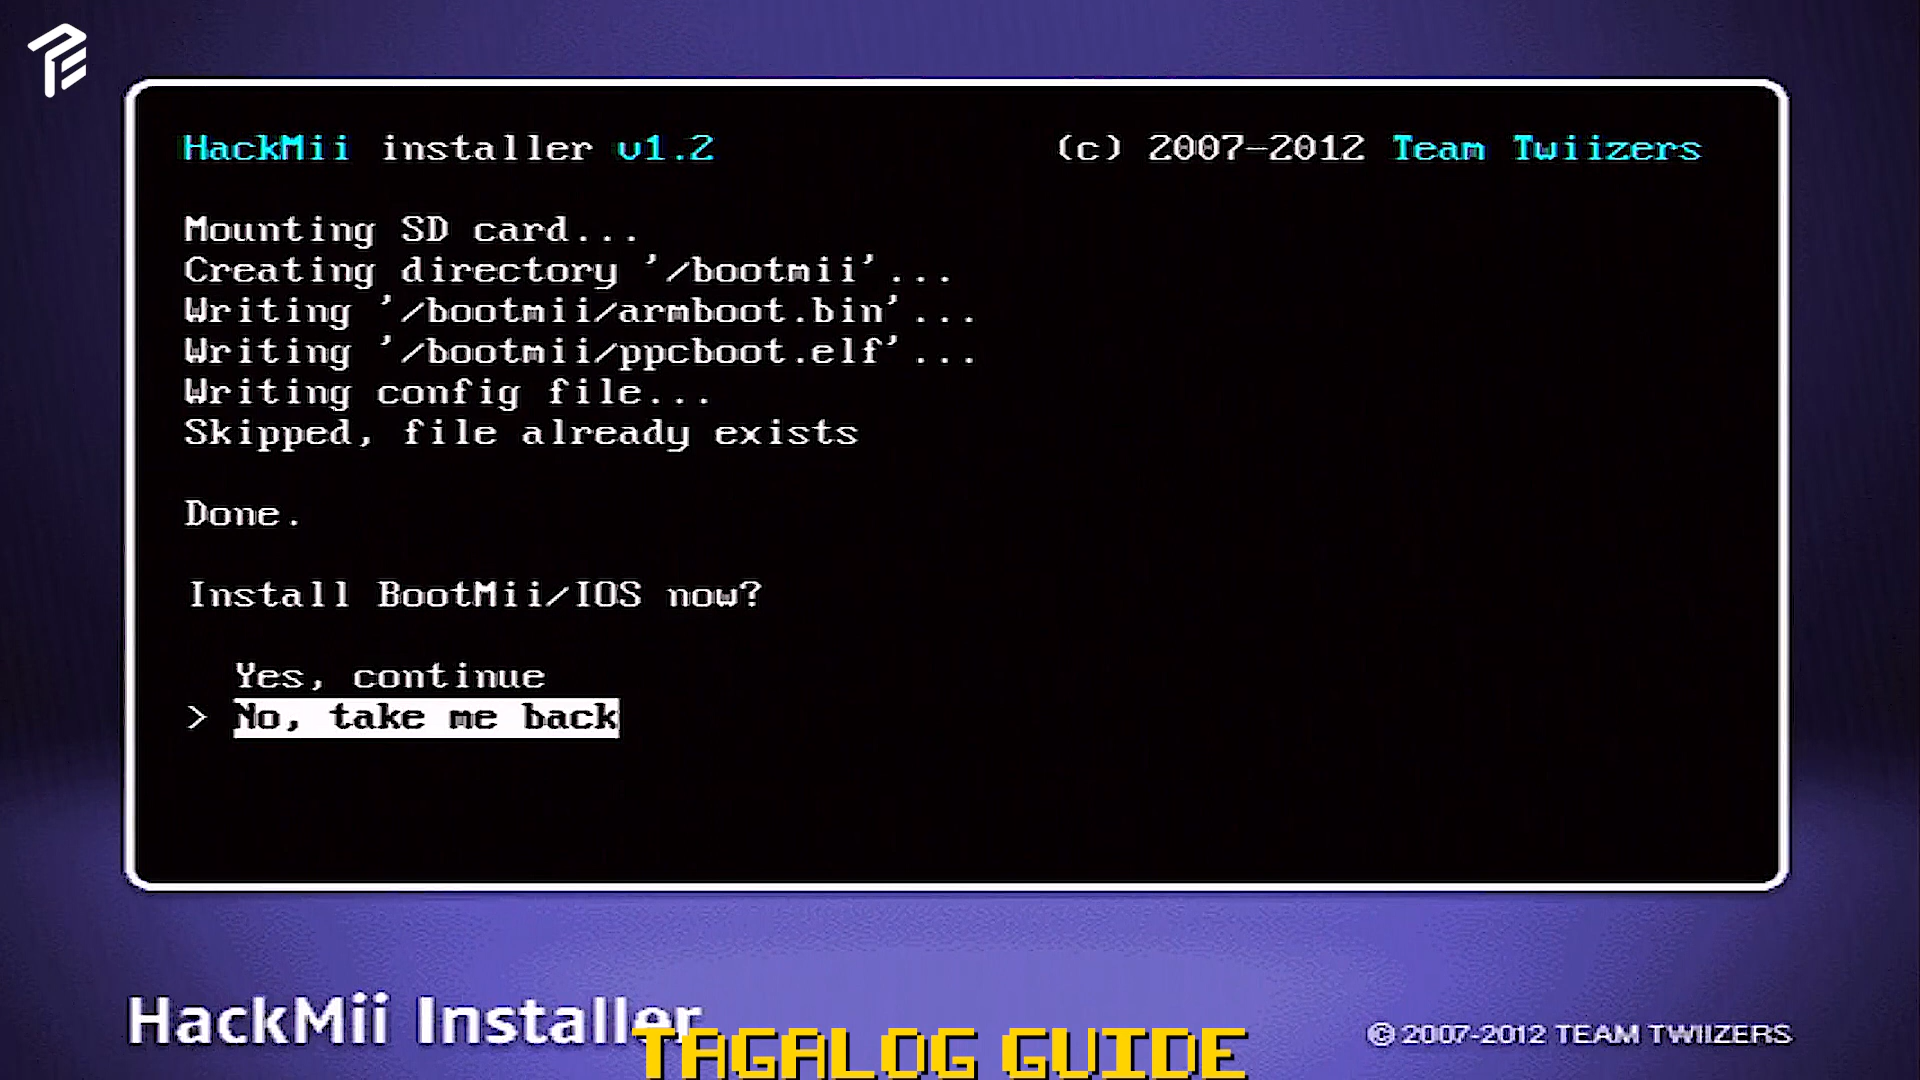 HackMii installer v1.2 (c) 2007-2012 Team Twiizers
Mounting SD card...
Creating directory '/bootmii'...
Writing '/bootmii/armboot.bin'...
Writing '/bootmii/ppcboot.elf'...
Writing config file...
Skipped, file already exists
Done.
Install BootMii/IOS now?
Yes, continue
> No, take me back
HackMii Installer
© 2007-2012 TEAM TWIIZERS
TAGALOG GUIDE